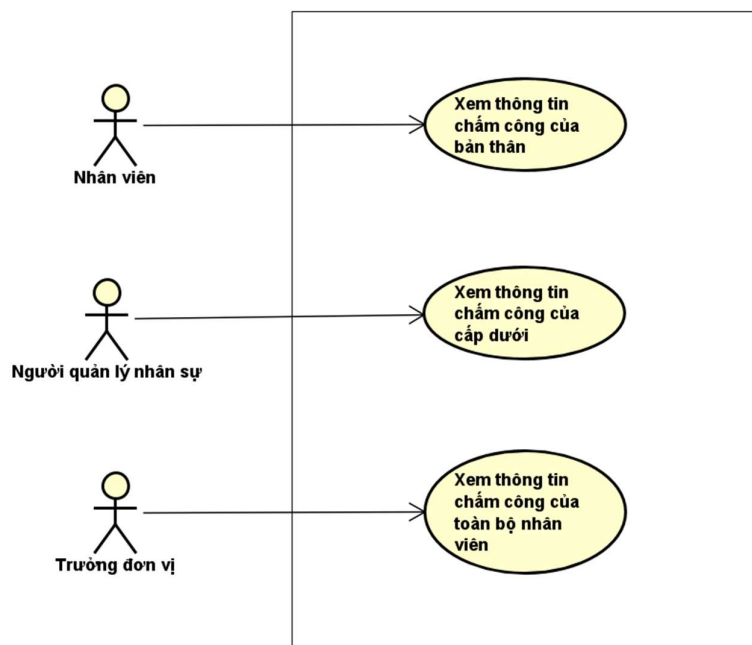 Xem thông tin
chấm công của
bản thân
Nhân viên
Xem thông tin
chấm công của
cấp dưới
Người quản lý nhân sự
Xem thông tin
chấm công của
toàn bộ nhân
viên
Trưởng đơn vị